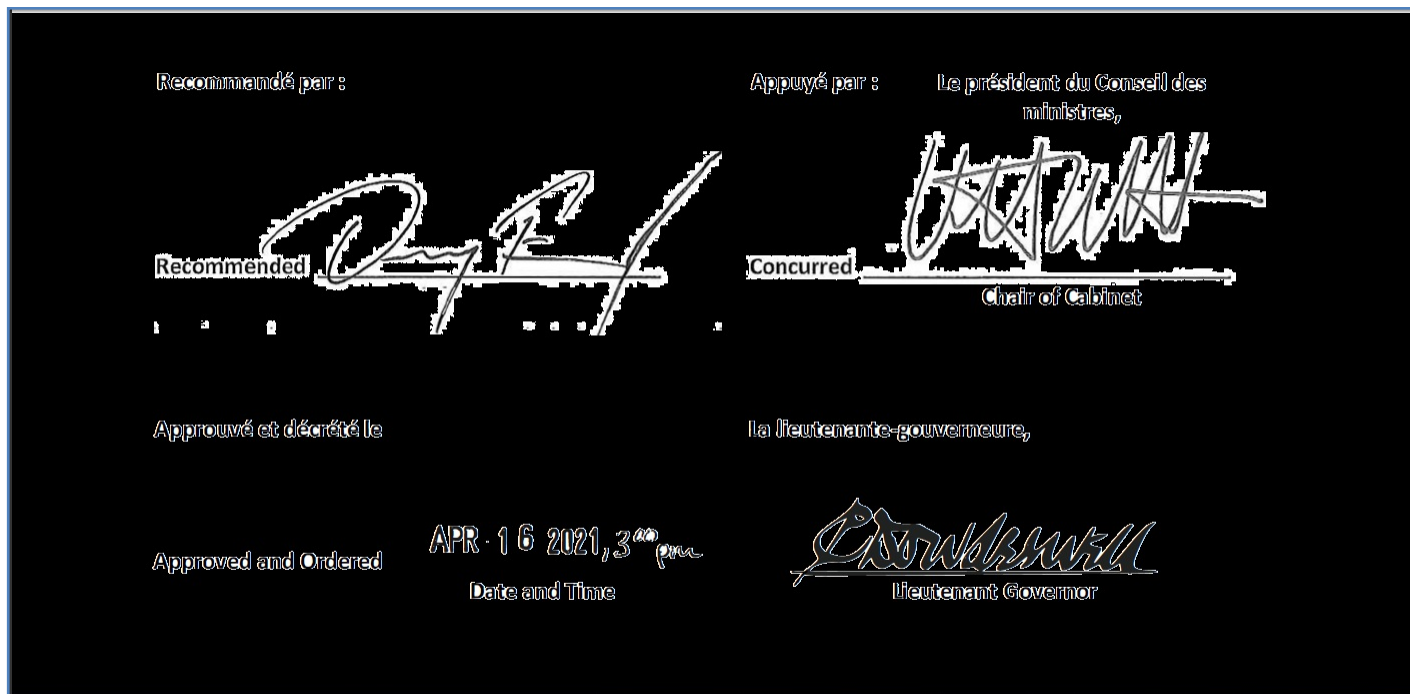 Recommandé par :
Appuyé par : Le président du Conseil des
ministres,
Recommended
Concurred
Chair of Cabinet
Approuvé et décrété le
La lieutenante-gouverneure,
Approved and Ordered
APR 16 2021, 3 00 pm
Date and Time
Lieutenant Governor